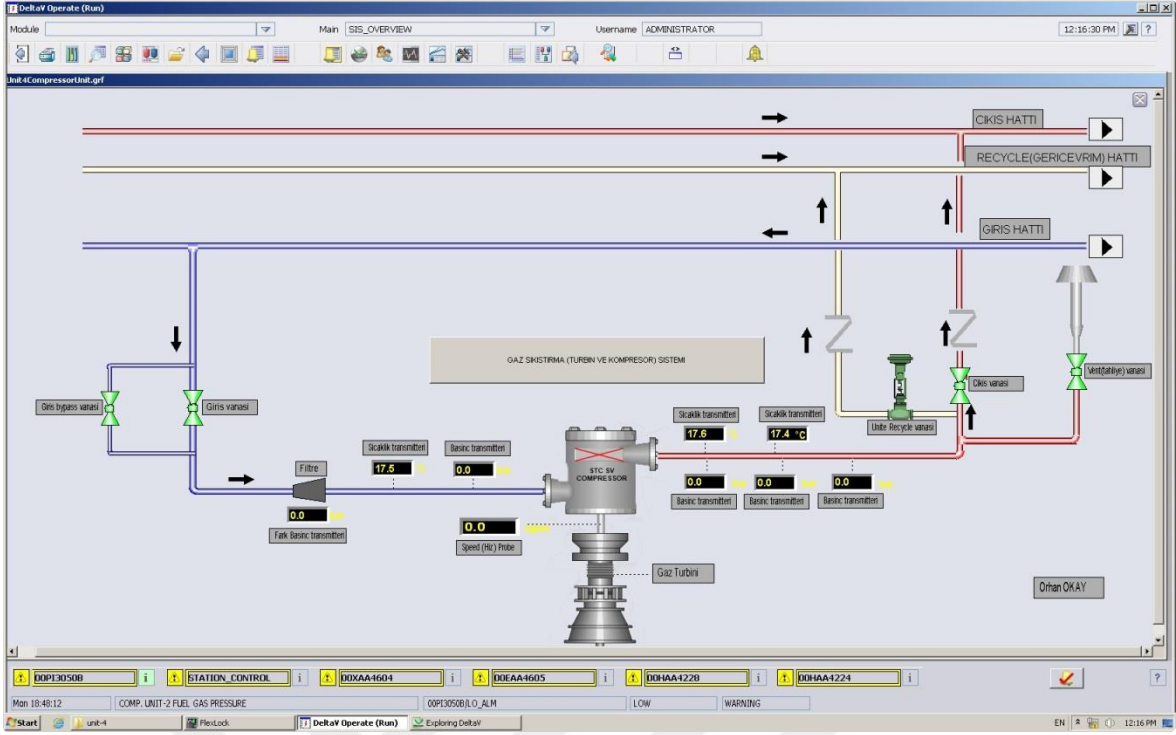 DeltaV Operate (Run)
Module
Main SIS_OVERVIEW
Username ADMINISTRATOR
12:16:30 PM
?
Unit4CompressorUnit.grf
CIKIS HATTI
RECYCLE(GERICEVRIM) HATTI
GIRIS HATTI
GAZ SIKISTIRMA (TURBIN VE KOMPRESOR) SISTEMI
Vent(tahliye) vanasi
Cikis vanasi
Giris bypass vanasi
Giris vanasi
Unite Recycle vanasi
Sicaklik transmitteri
Sicaklik transmitteri
17.6
17.4 °C
Sicaklik transmitteri
Basinc transmitteri
17.5
0.0
Filtre
STC SV
COMPRESSOR
0.0
0.0
0.0
Basinc transmitteri
Basinc transmitteri
Basinc transmitteri
0.0
Fark Basinc transmitteri
0.0
Speed (Hiz) Probe
Gaz Turbini
Orhan OKAY
00PI3050B i
STATION_CONTROL i
00XAA4604 i
00EAA4605 i
00HAA4228 i
00HAA4224 i
?
Mon 18:48:12
COMP. UNIT-2 FUEL GAS PRESSURE
00PI3050B/LO_ALM
LOW
WARNING
Start
unit-4
FlexLock
DeltaV Operate (Run)
Exploring DeltaV
EN
12:16 PM